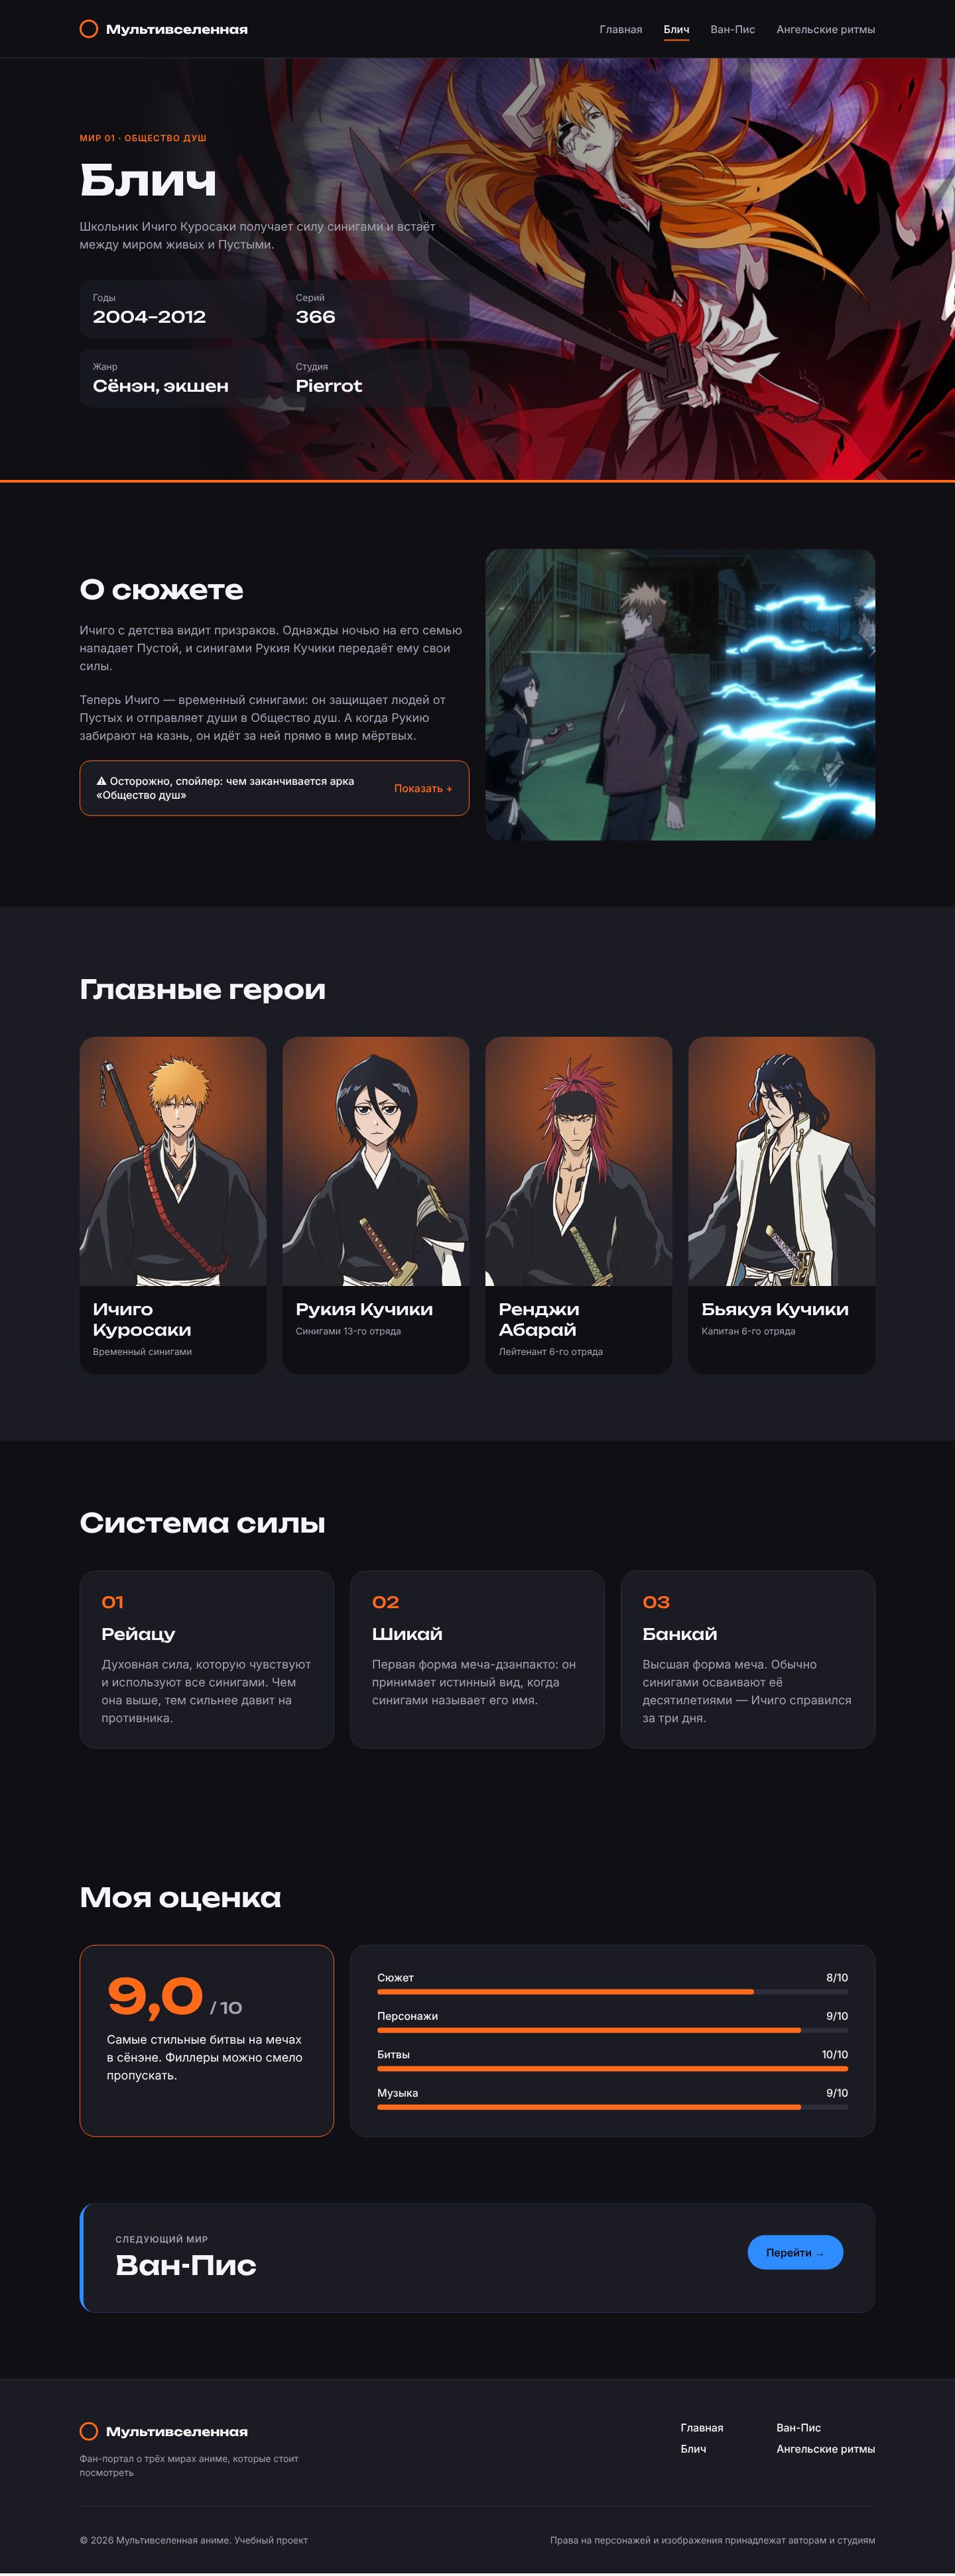 Мультивселенная
Главная
Блич
Ван-Пис
Ангельские ритмы
МИР 01 · ОБЩЕСТВО ДУШ
Блич
Школьник Ичиго Куросаки получает силу синигами и встаёт
между миром живых и Пустыми.
Годы
2004–2012
Серий
366
Жанр
Сёнэн, экшен
Студия
Pierrot
О сюжете
Ичиго с детства видит призраков. Однажды ночью на его семью
нападает Пустой, и синигами Рукия Кучики передаёт ему свои
силы.
Теперь Ичиго — временный синигами: он защищает людей от
Пустых и отправляет души в Общество душ. А когда Рукию
забирают на казнь, он идёт за ней прямо в мир мёртвых.
⚠ Осторожно, спойлер: чем заканчивается арка
«Общество душ»
Показать +
Главные герои
Ичиго
Куросаки
Временный синигами
Рукия Кучики
Синигами 13-го отряда
Ренджи
Абарай
Лейтенант 6-го отряда
Бьякуя Кучики
Капитан 6-го отряда
Система силы
01
Рейацу
Духовная сила, которую чувствуют
и используют все синигами. Чем
она выше, тем сильнее давит на
противника.
02
Шикай
Первая форма меча-дзанпакто: он
принимает истинный вид, когда
синигами называет его имя.
03
Банкай
Высшая форма меча. Обычно
синигами осваивают её
десятилетиями — Ичиго справился
за три дня.
Моя оценка
9,0 / 10
Самые стильные битвы на мечах
в сёнэне. Филлеры можно смело
пропускать.
Сюжет 8/10
Персонажи 9/10
Битвы 10/10
Музыка 9/10
СЛЕДУЮЩИЙ МИР
Ван-Пис
Перейти →
Мультивселенная
Фан-портал о трёх мирах аниме, которые стоит
посмотреть
Главная
Ван-Пис
Блич
Ангельские ритмы
© 2026 Мультивселенная аниме. Учебный проект
Права на персонажей и изображения принадлежат авторам и студиям